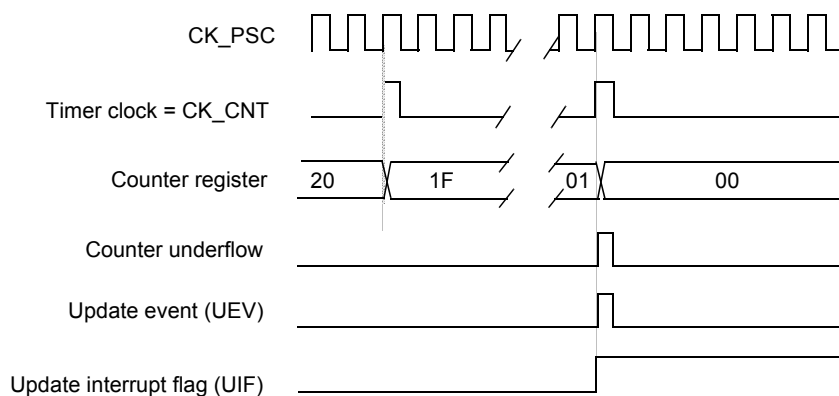 CK_PSC
Timer clock = CK_CNT
Counter register 20 1F 01 00
Counter underflow
Update event (UEV)
Update interrupt flag (UIF)